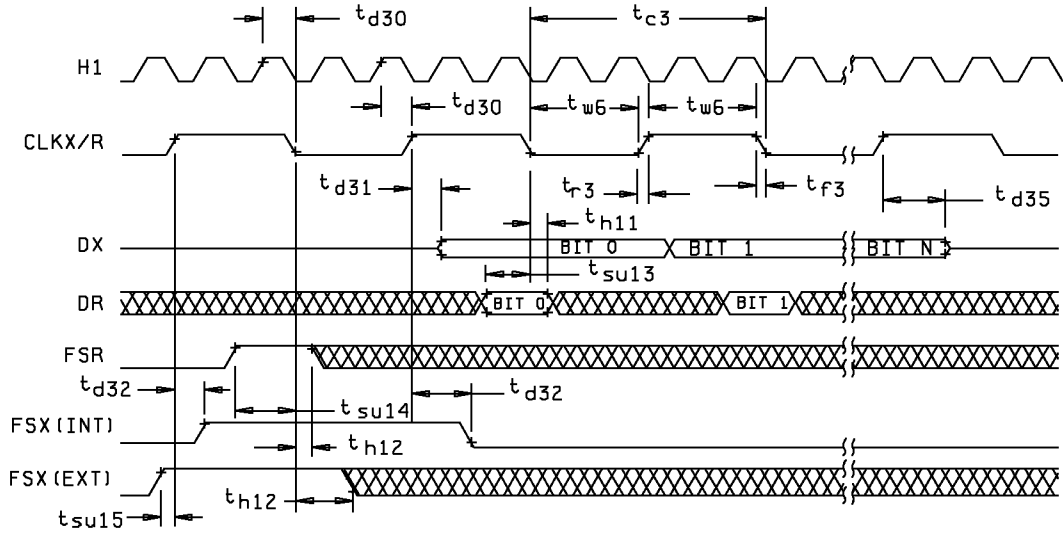 td30
tc3
H1
td30
tw6
tw6
CLKX/R
td31
tr3
tf3
td35
th11
DX
BIT 0
BIT 1
BIT N
tsu13
DR
BIT 0
BIT 1
FSR
td32
tsu14
td32
FSX(INT)
th12
FSX(EXT)
th12
tsu15